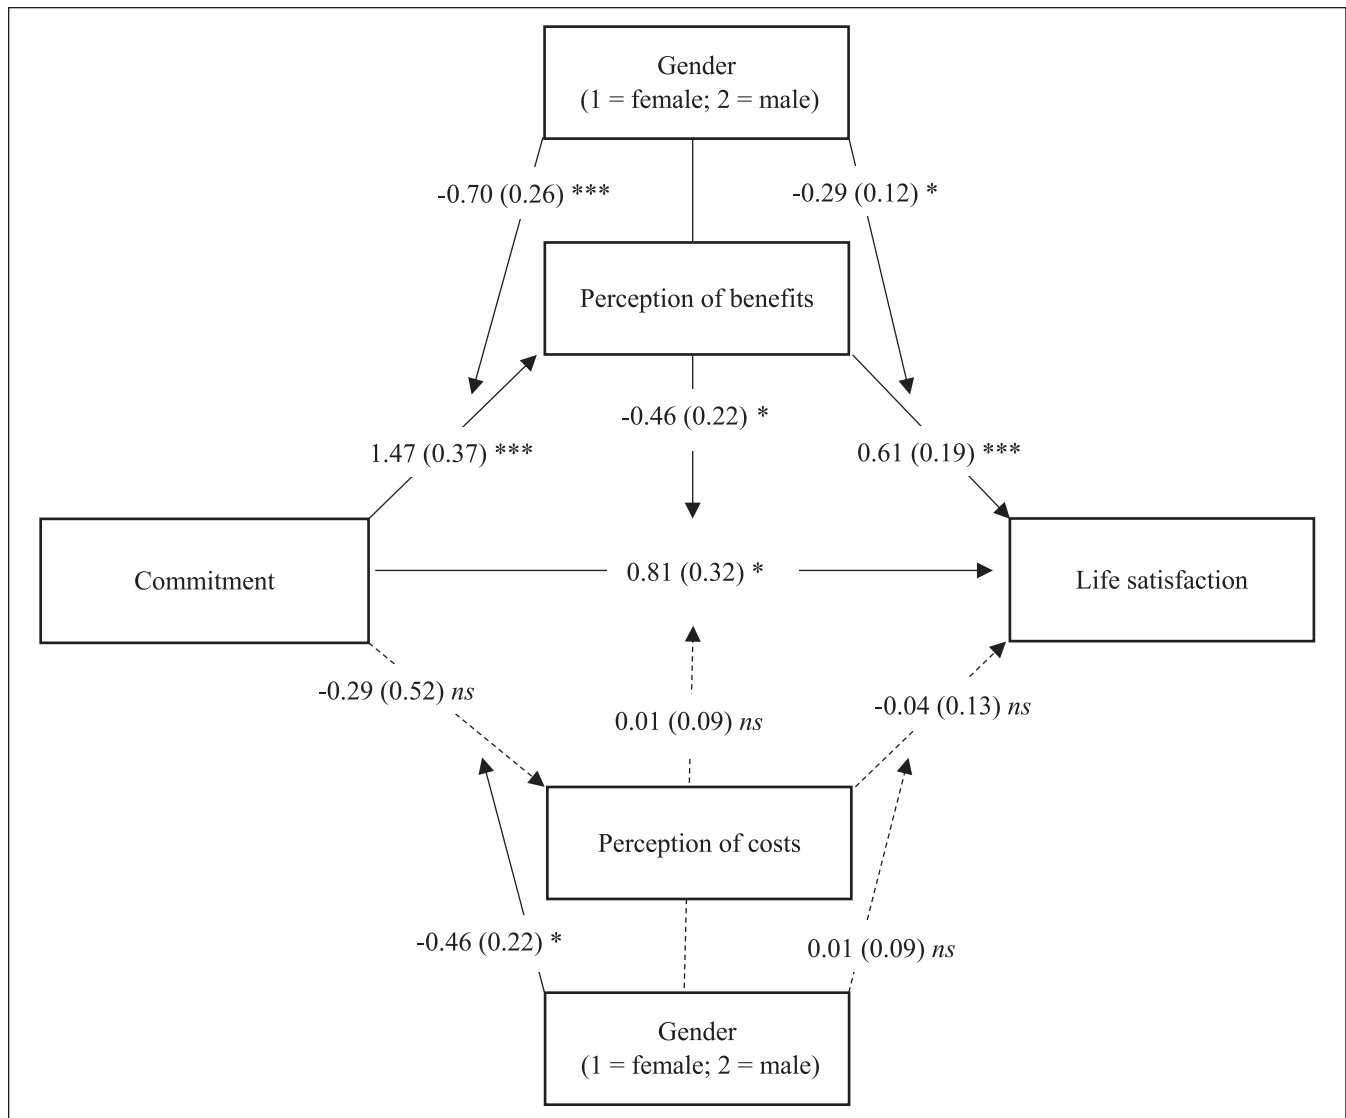 Gender
(1 = female; 2 = male)
-0.70 (0.26) ***
-0.29 (0.12) *
Perception of benefits
-0.46 (0.22) *
1.47 (0.37) ***
0.61 (0.19) ***
Commitment
0.81 (0.32) *
Life satisfaction
-0.29 (0.52) ns
0.01 (0.09) ns
-0.04 (0.13) ns
Perception of costs
-0.46 (0.22) *
0.01 (0.09) ns
Gender
(1 = female; 2 = male)